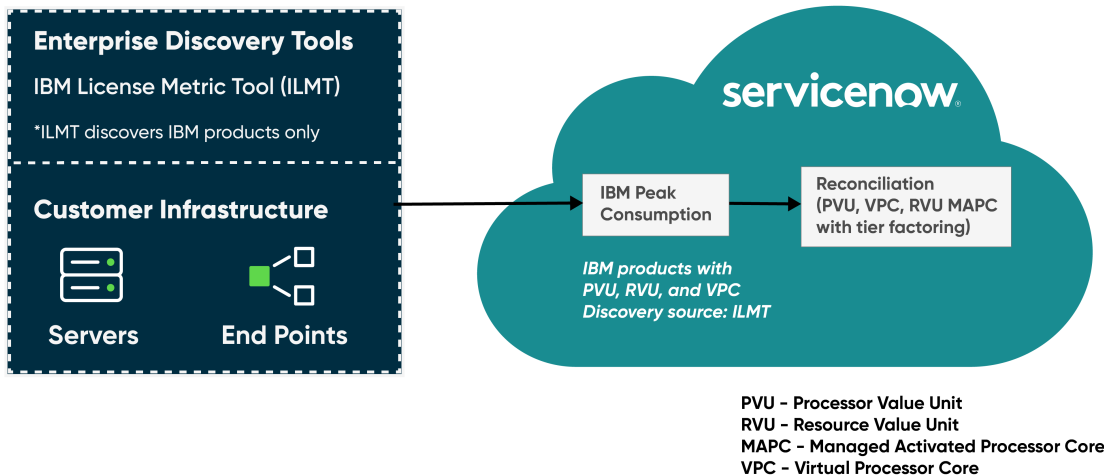 Enterprise Discovery Tools
IBM License Metric Tool (ILMT)
*ILMT discovers IBM products only
Customer Infrastructure
Servers
End Points
servicenow®
IBM Peak
Consumption
Reconciliation
(PVU, VPC, RVU MAPC
with tier factoring)
IBM products with
PVU, RVU, and VPC
Discovery source: ILMT
PVU - Processor Value Unit
RVU - Resource Value Unit
MAPC - Managed Activated Processor Core
VPC - Virtual Processor Core